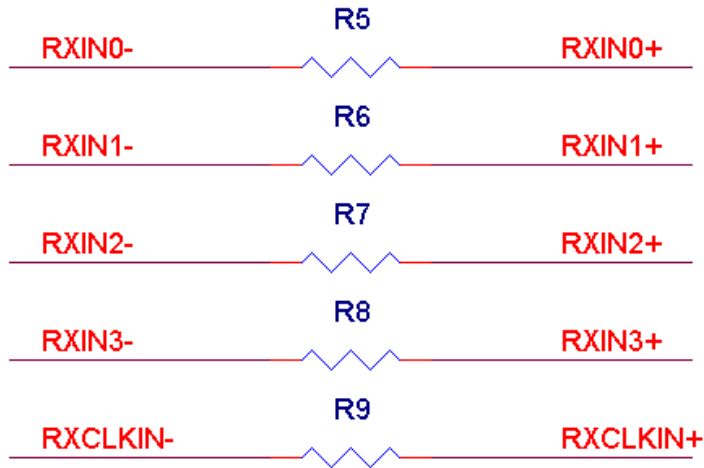 R5
RXIN0- RXIN0+
R6
RXIN1- RXIN1+
R7
RXIN2- RXIN2+
R8
RXIN3- RXIN3+
R9
RXCLKIN- RXCLKIN+